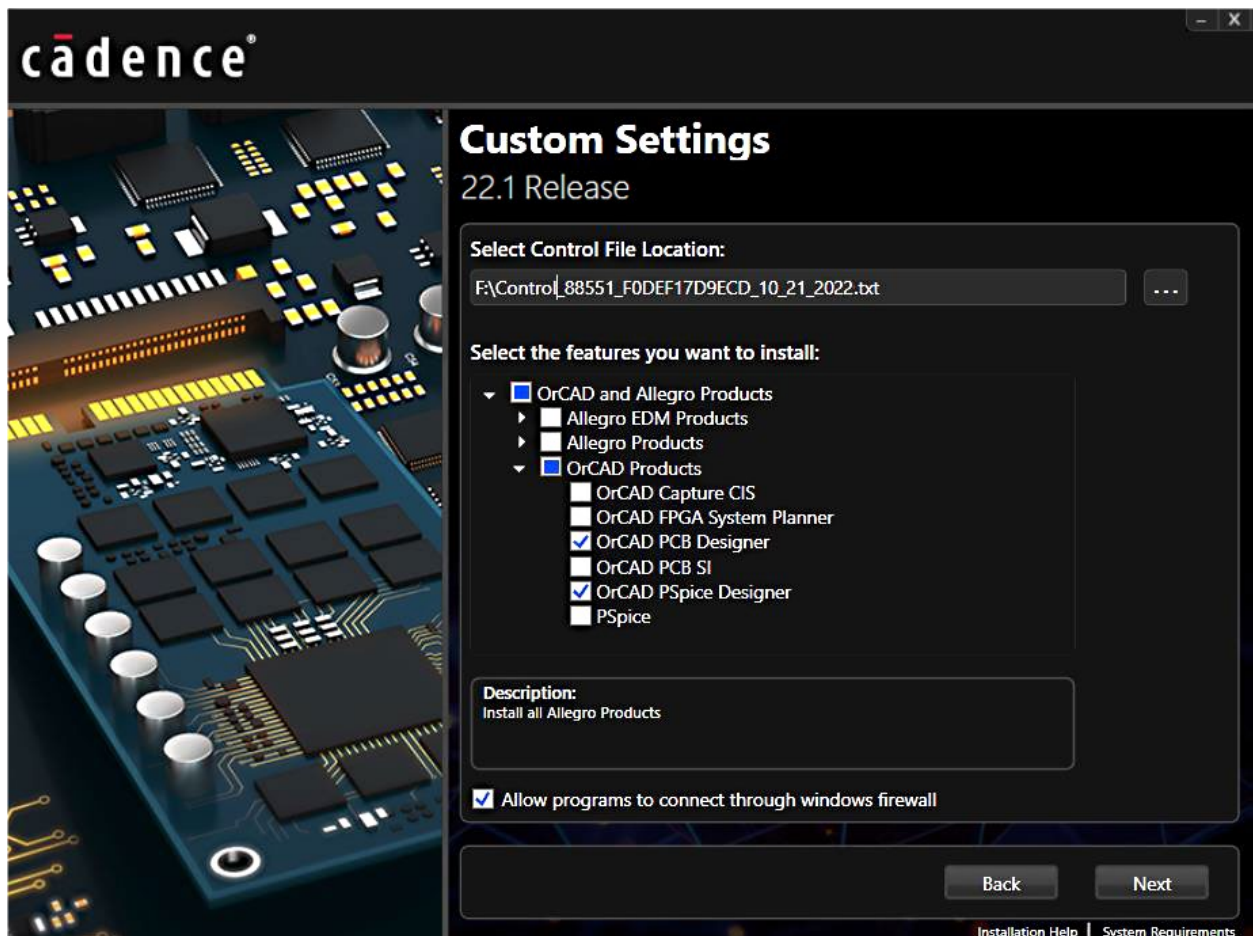 cādence®
Custom Settings
22.1 Release
Select Control File Location:
F:\Control_88551_F0DEF17D9ECD_10_21_2022.txt
...
Select the features you want to install:
OrCAD and Allegro Products
Allegro EDM Products
Allegro Products
OrCAD Products
OrCAD Capture CIS
OrCAD FPGA System Planner
OrCAD PCB Designer
OrCAD PCB SI
OrCAD PSpice Designer
PSpice
Description:
Install all Allegro Products
Allow programs to connect through windows firewall
Back Next
Installation Help | System Requirements